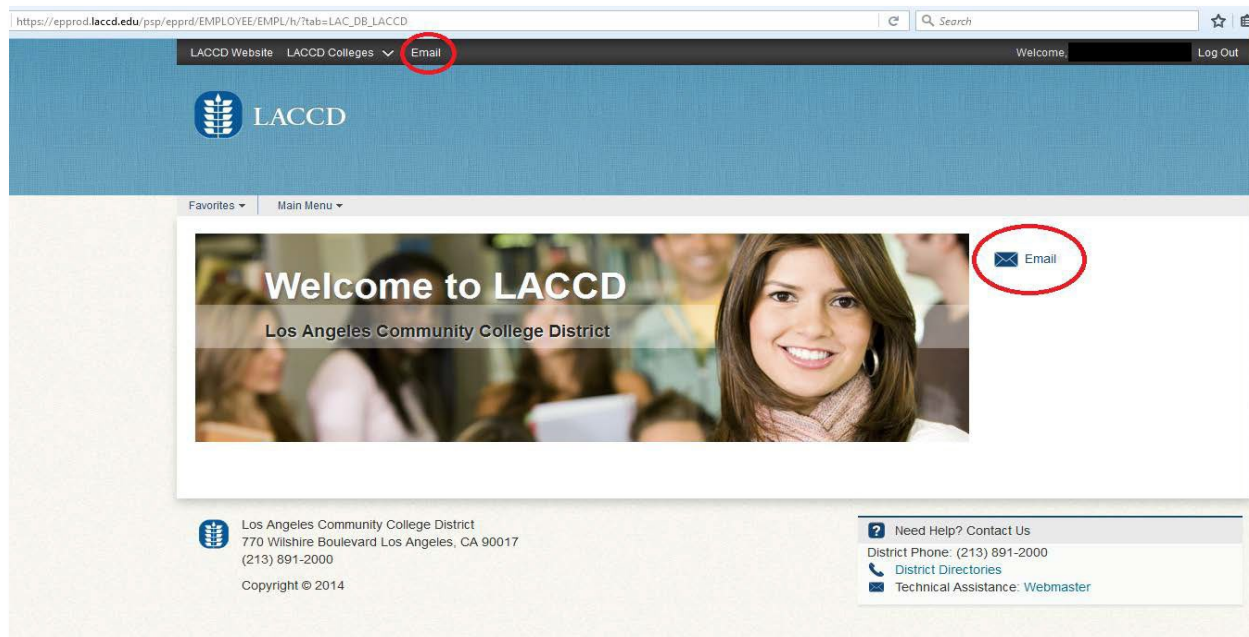 https://epprod.laccd.edu/psp/epprd/EMPLOYEE/EMPL/h/?tab=LAC_DB_LACCD
Search
LACCD Website LACCD Colleges Email Welcome, Log Out
LACCD
Favorites Main Menu
Welcome to LACCD
Los Angeles Community College District
Email
Los Angeles Community College District
770 Wilshire Boulevard Los Angeles, CA 90017
(213) 891-2000
Copyright © 2014
? Need Help? Contact Us
District Phone: (213) 891-2000
District Directories
Technical Assistance: Webmaster